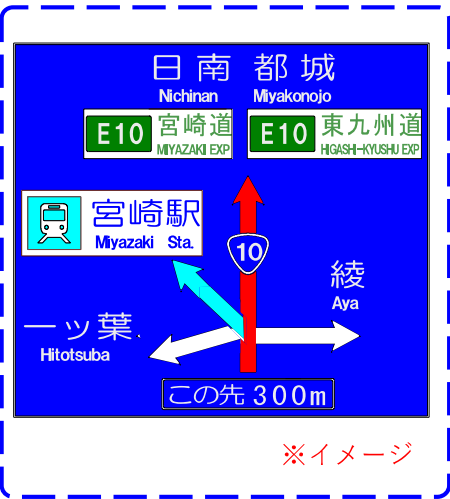 日南 都城
Nichinan Miyakonojo
E10 宮崎道 MIYAZAKI EXP
E10 東九州道 HIGASHI-KYUSHU EXP
宮崎駅
Miyazaki Sta.
10
綾
Aya
一ッ葉
Hitotsuba
この先 300m
※イメージ